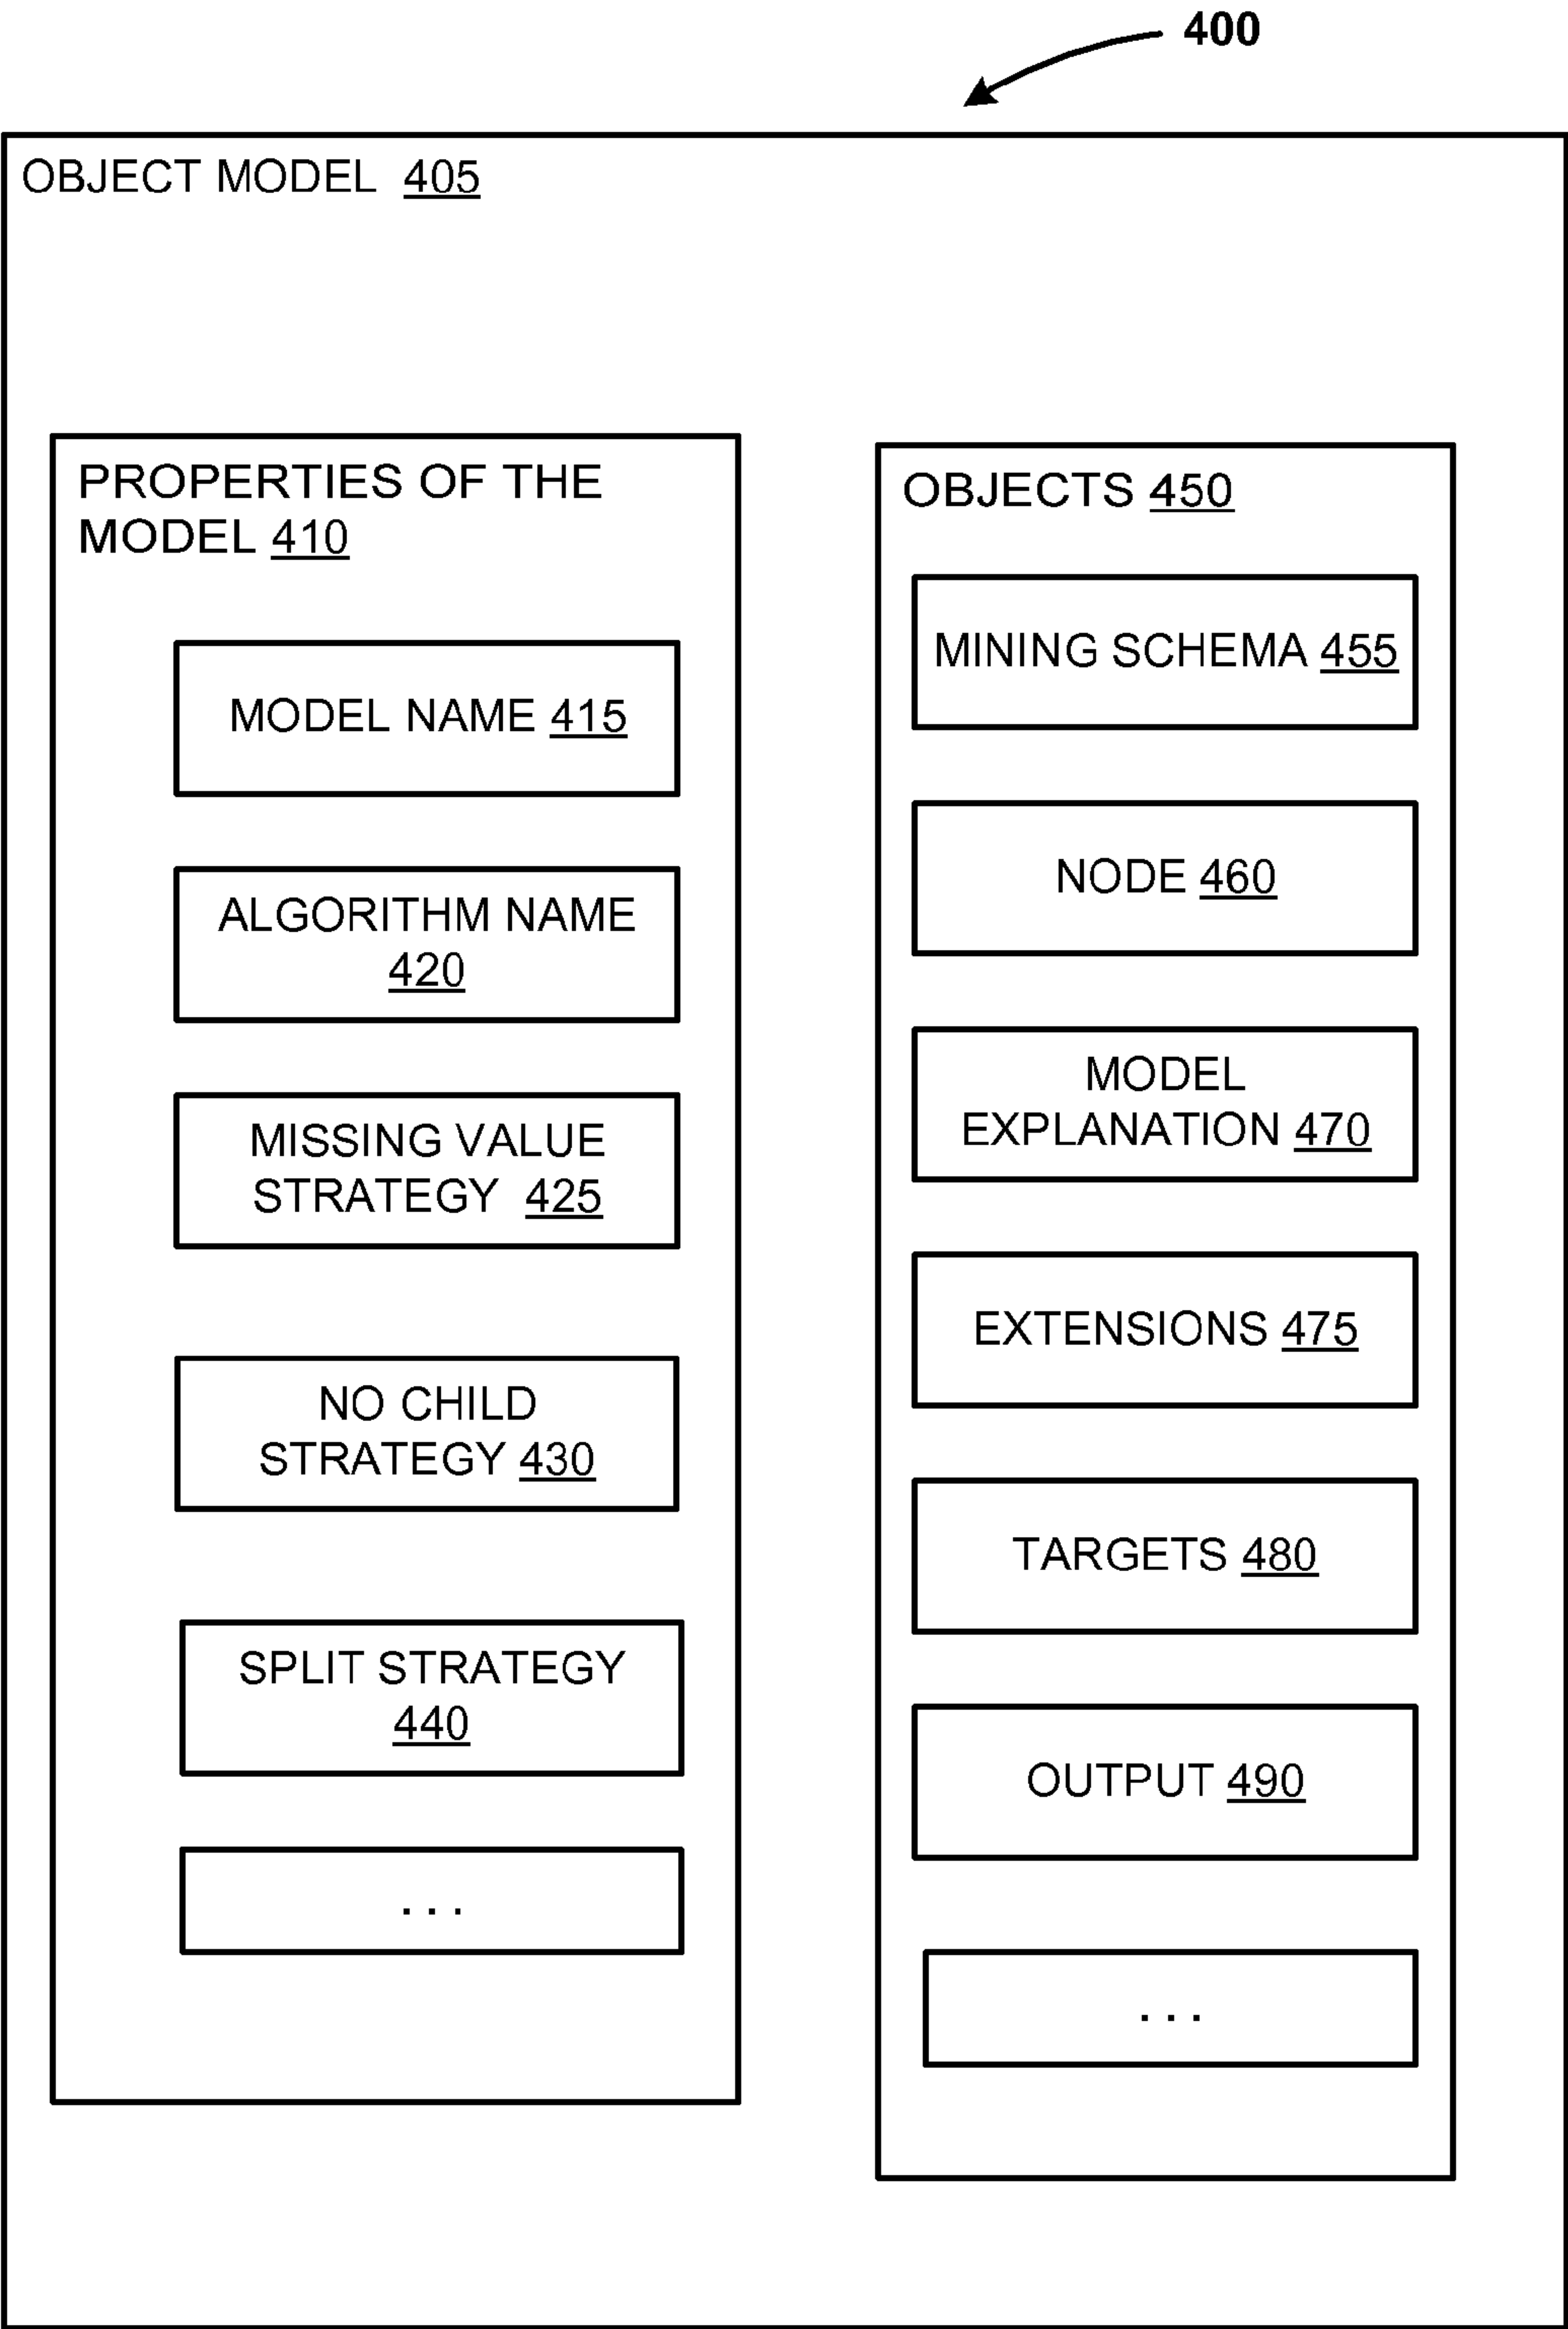 400
OBJECT MODEL 405
PROPERTIES OF THE
MODEL 410
MODEL NAME 415
ALGORITHM NAME
420
MISSING VALUE
STRATEGY 425
NO CHILD
STRATEGY 430
SPLIT STRATEGY
440
. . .
OBJECTS 450
MINING SCHEMA 455
NODE 460
MODEL
EXPLANATION 470
EXTENSIONS 475
TARGETS 480
OUTPUT 490
. . .